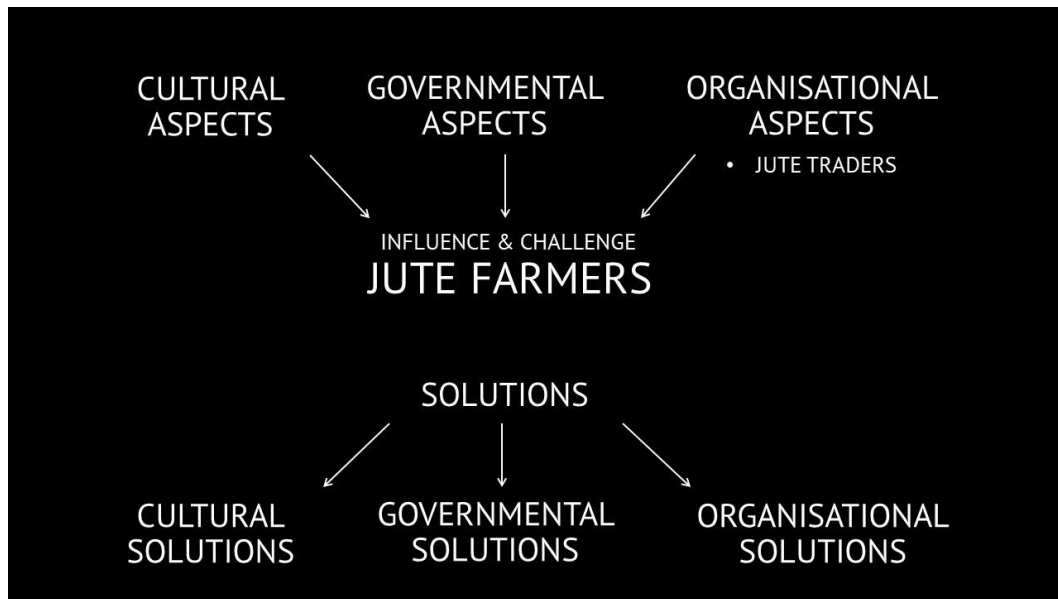 CULTURAL
ASPECTS
GOVERNMENTAL
ASPECTS
ORGANISATIONAL
ASPECTS
• JUTE TRADERS
INFLUENCE & CHALLENGE
JUTE FARMERS
SOLUTIONS
CULTURAL
SOLUTIONS
GOVERNMENTAL
SOLUTIONS
ORGANISATIONAL
SOLUTIONS